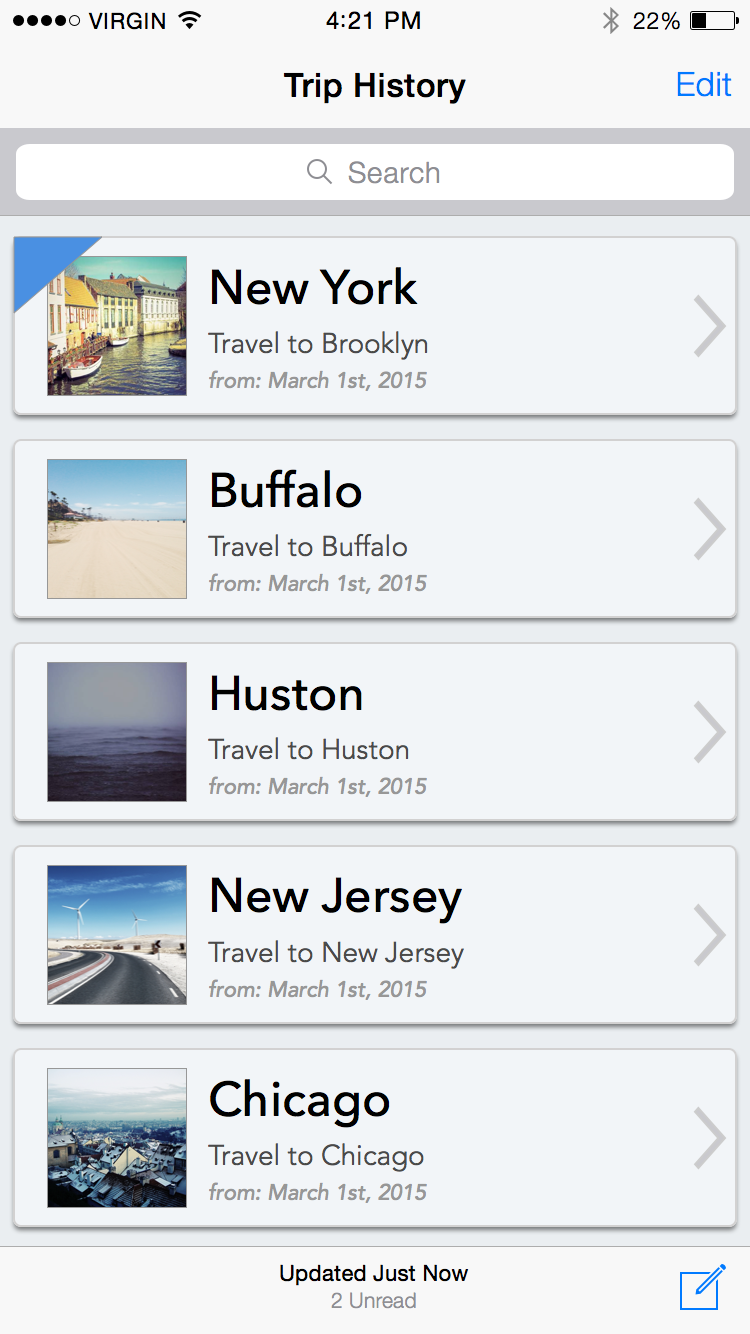 VIRGIN 4:21 PM 22%
Trip History Edit
Search
New York
Travel to Brooklyn
from: March 1st, 2015
Buffalo
Travel to Buffalo
from: March 1st, 2015
Huston
Travel to Huston
from: March 1st, 2015
New Jersey
Travel to New Jersey
from: March 1st, 2015
Chicago
Travel to Chicago
from: March 1st, 2015
Updated Just Now
2 Unread